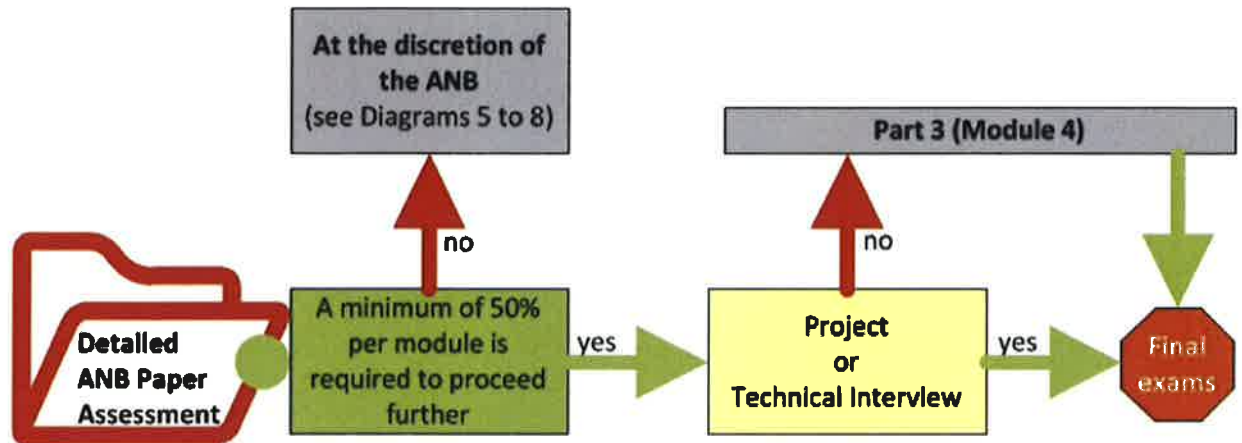 At the discretion of
the ANB
(see Diagrams 5 to 8)
Part 3 (Module 4)
no
no
Detailed
ANB Paper
Assessment
A minimum of 50%
per module is
required to proceed
further
yes
Project
or
Technical Interview
yes
Final
exams